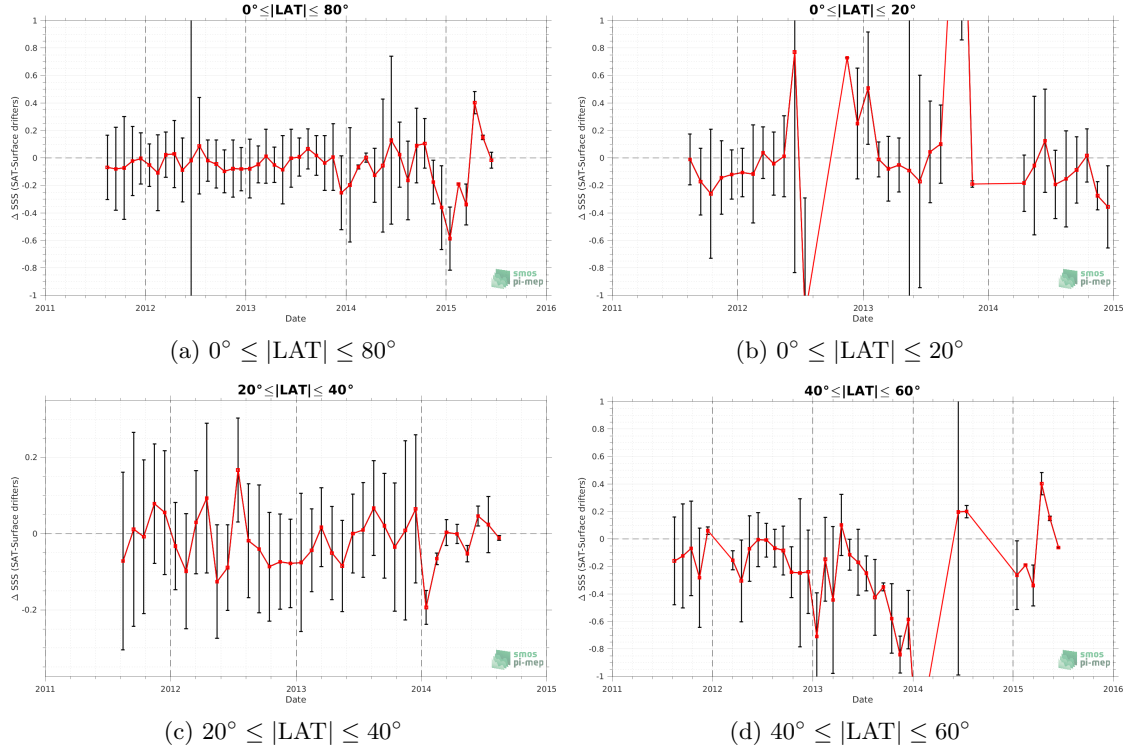 0°≤|LAT|≤ 80°
Δ SSS (SAT-Surface drifters)
1
0.8
0.6
0.4
0.2
0
-0.2
-0.4
-0.6
-0.8
-1
2011
2012
2013
2014
2015
2016
Date
smos
pi-mep
(a) 0° ≤ |LAT| ≤ 80°
0°≤|LAT|≤ 20°
Δ SSS (SAT-Surface drifters)
1
0.8
0.6
0.4
0.2
0
-0.2
-0.4
-0.6
-0.8
-1
2011
2012
2013
2014
2015
Date
smos
pi-mep
(b) 0° ≤ |LAT| ≤ 20°
20°≤|LAT|≤ 40°
Δ SSS (SAT-Surface drifters)
0.2
0
-0.2
2011
2012
2013
2014
2015
Date
smos
pi-mep
(c) 20° ≤ |LAT| ≤ 40°
40°≤|LAT|≤ 60°
Δ SSS (SAT-Surface drifters)
1
0.8
0.6
0.4
0.2
0
-0.2
-0.4
-0.6
-0.8
-1
2011
2012
2013
2014
2015
2016
Date
smos
pi-mep
(d) 40° ≤ |LAT| ≤ 60°